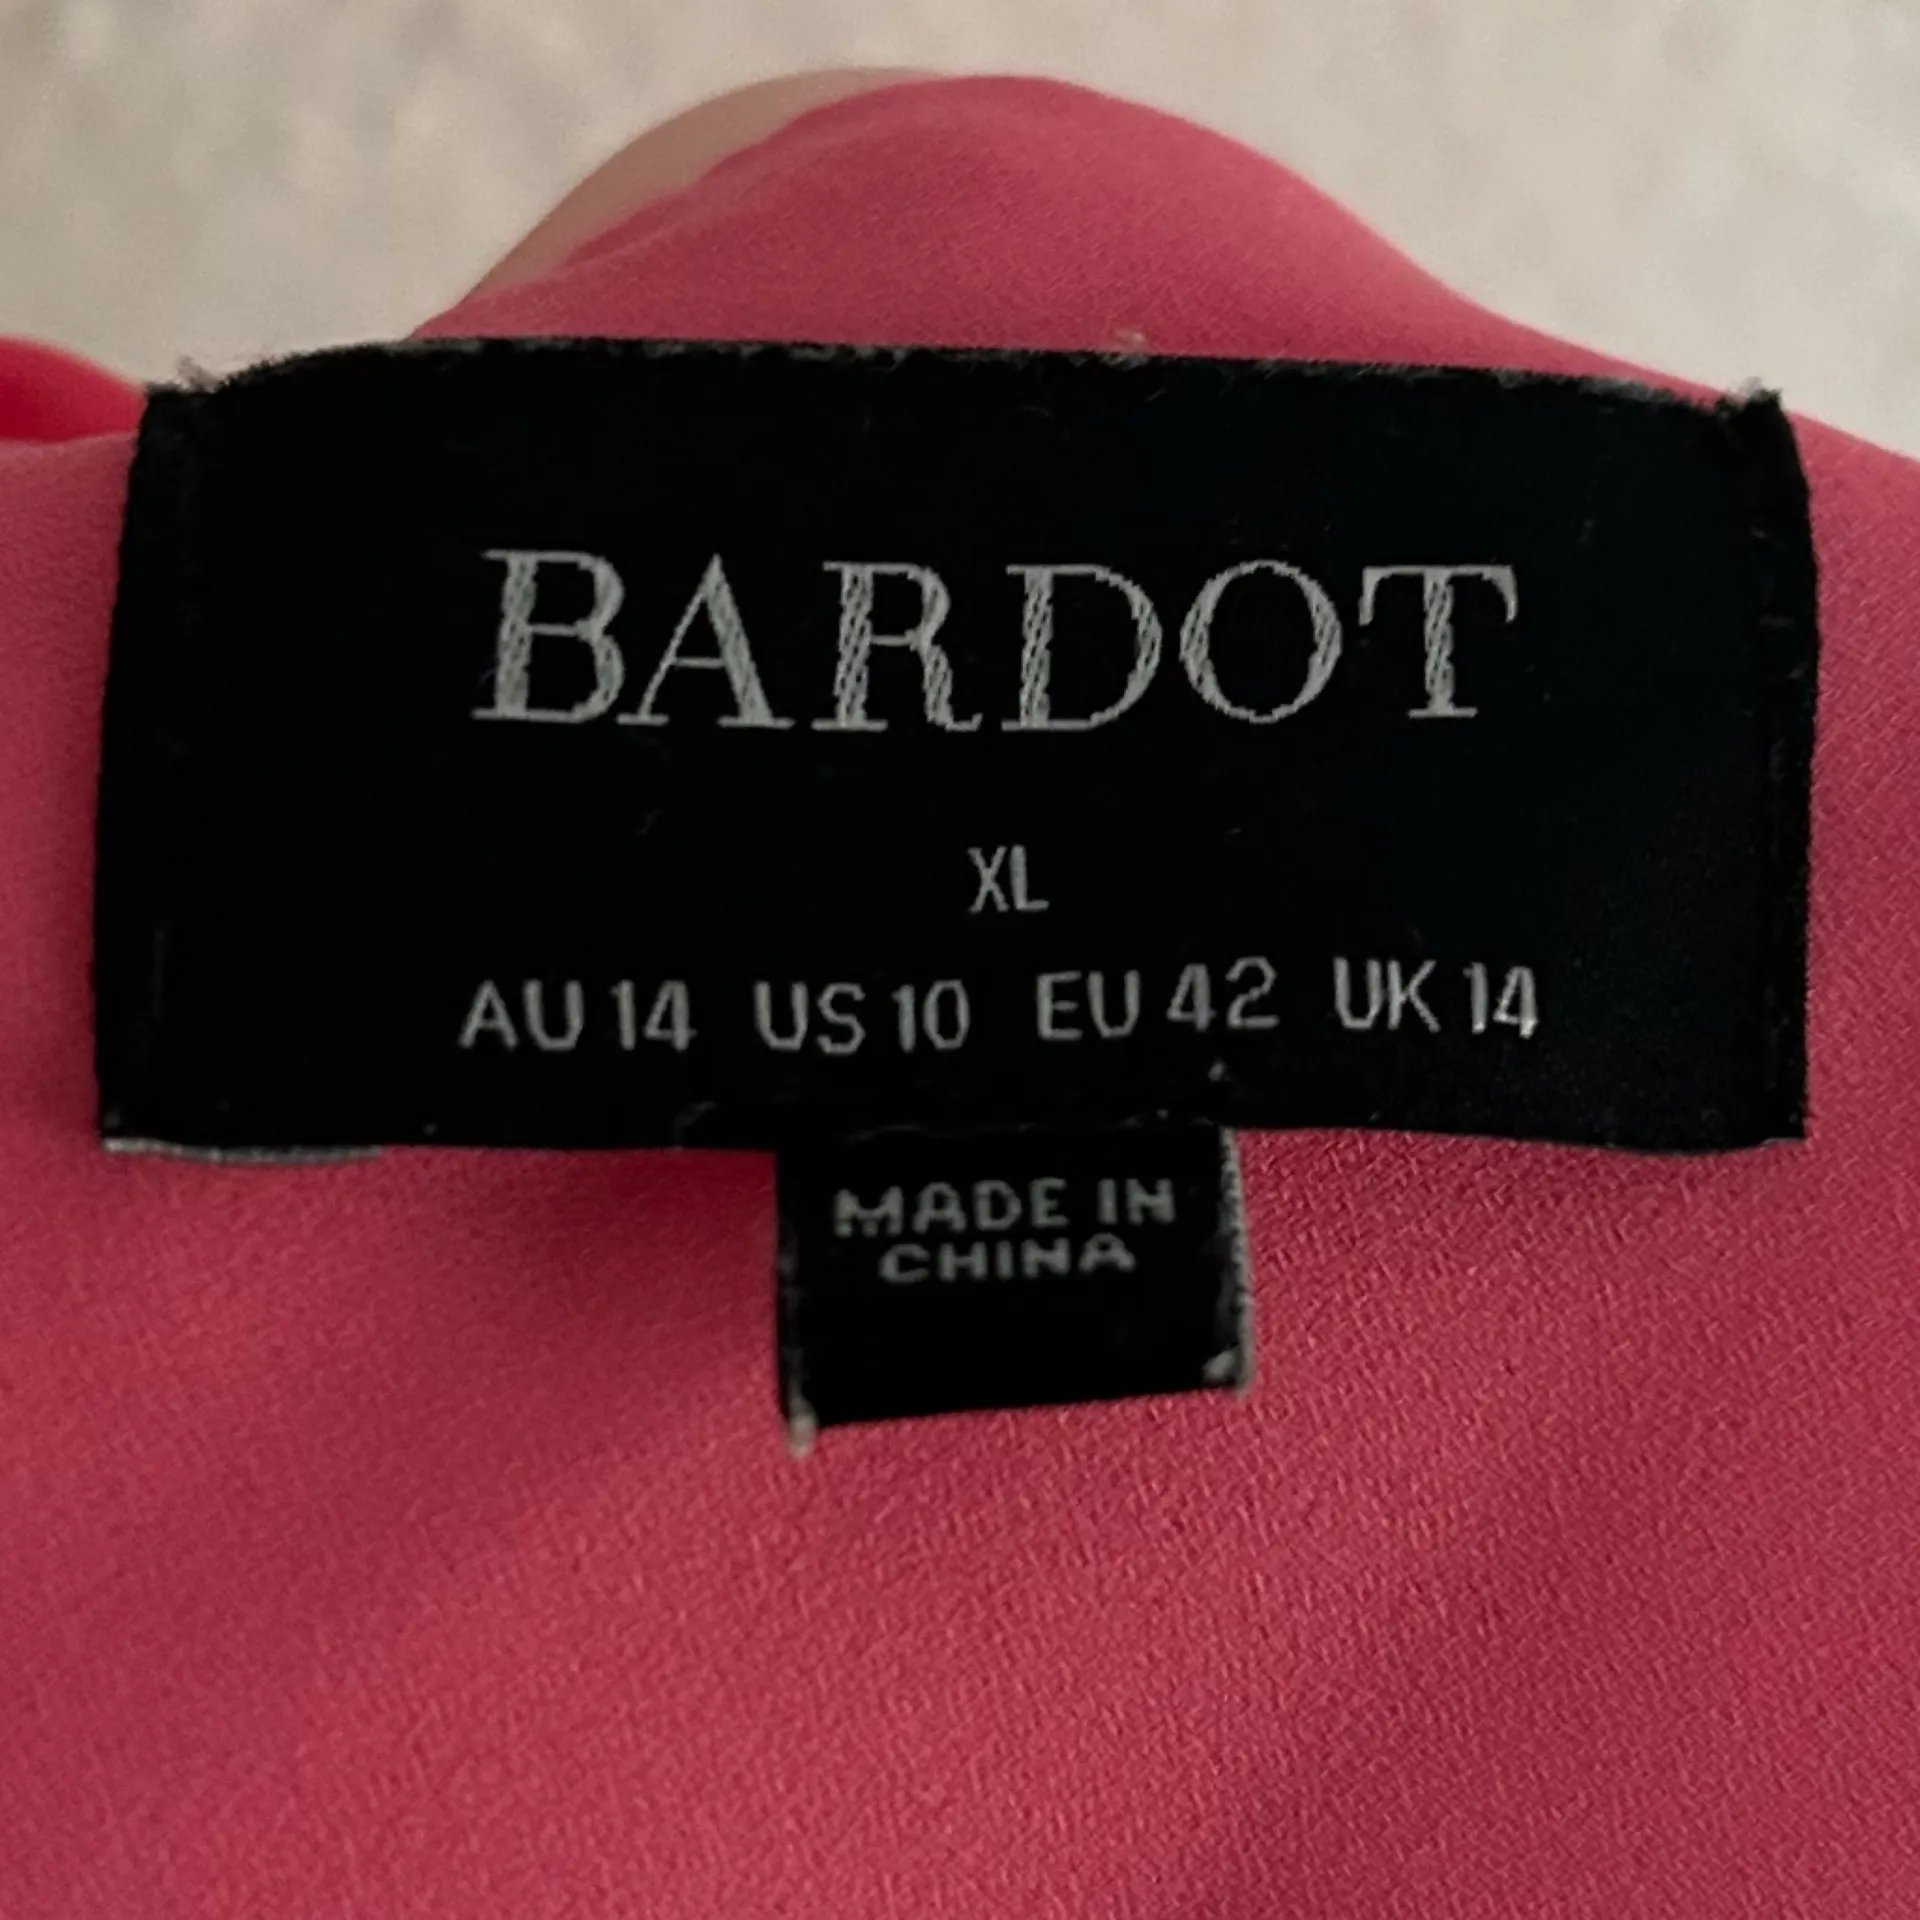 BARDOT
XL
AU 14 US 10 EU 42 UK 14
MADE IN
CHINA